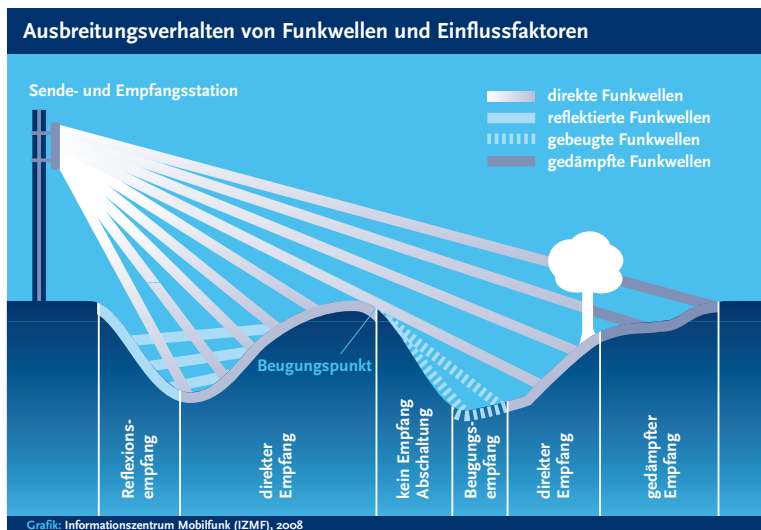 Ausbreitungsverhalten von Funkwellen und Einflussfaktoren
Sende- und Empfangsstation
direkte Funkwellen
reflektierte Funkwellen
gebeugte Funkwellen
gedämpfte Funkwellen
Beugungspunkt
Reflexions-
empfang
direkter
Empfang
kein Empfang
Abschaltung
Beugungs-
empfang
direkter
Empfang
gedämpfter
Empfang
Grafik: Informationszentrum Mobilfunk (IZMF), 2008